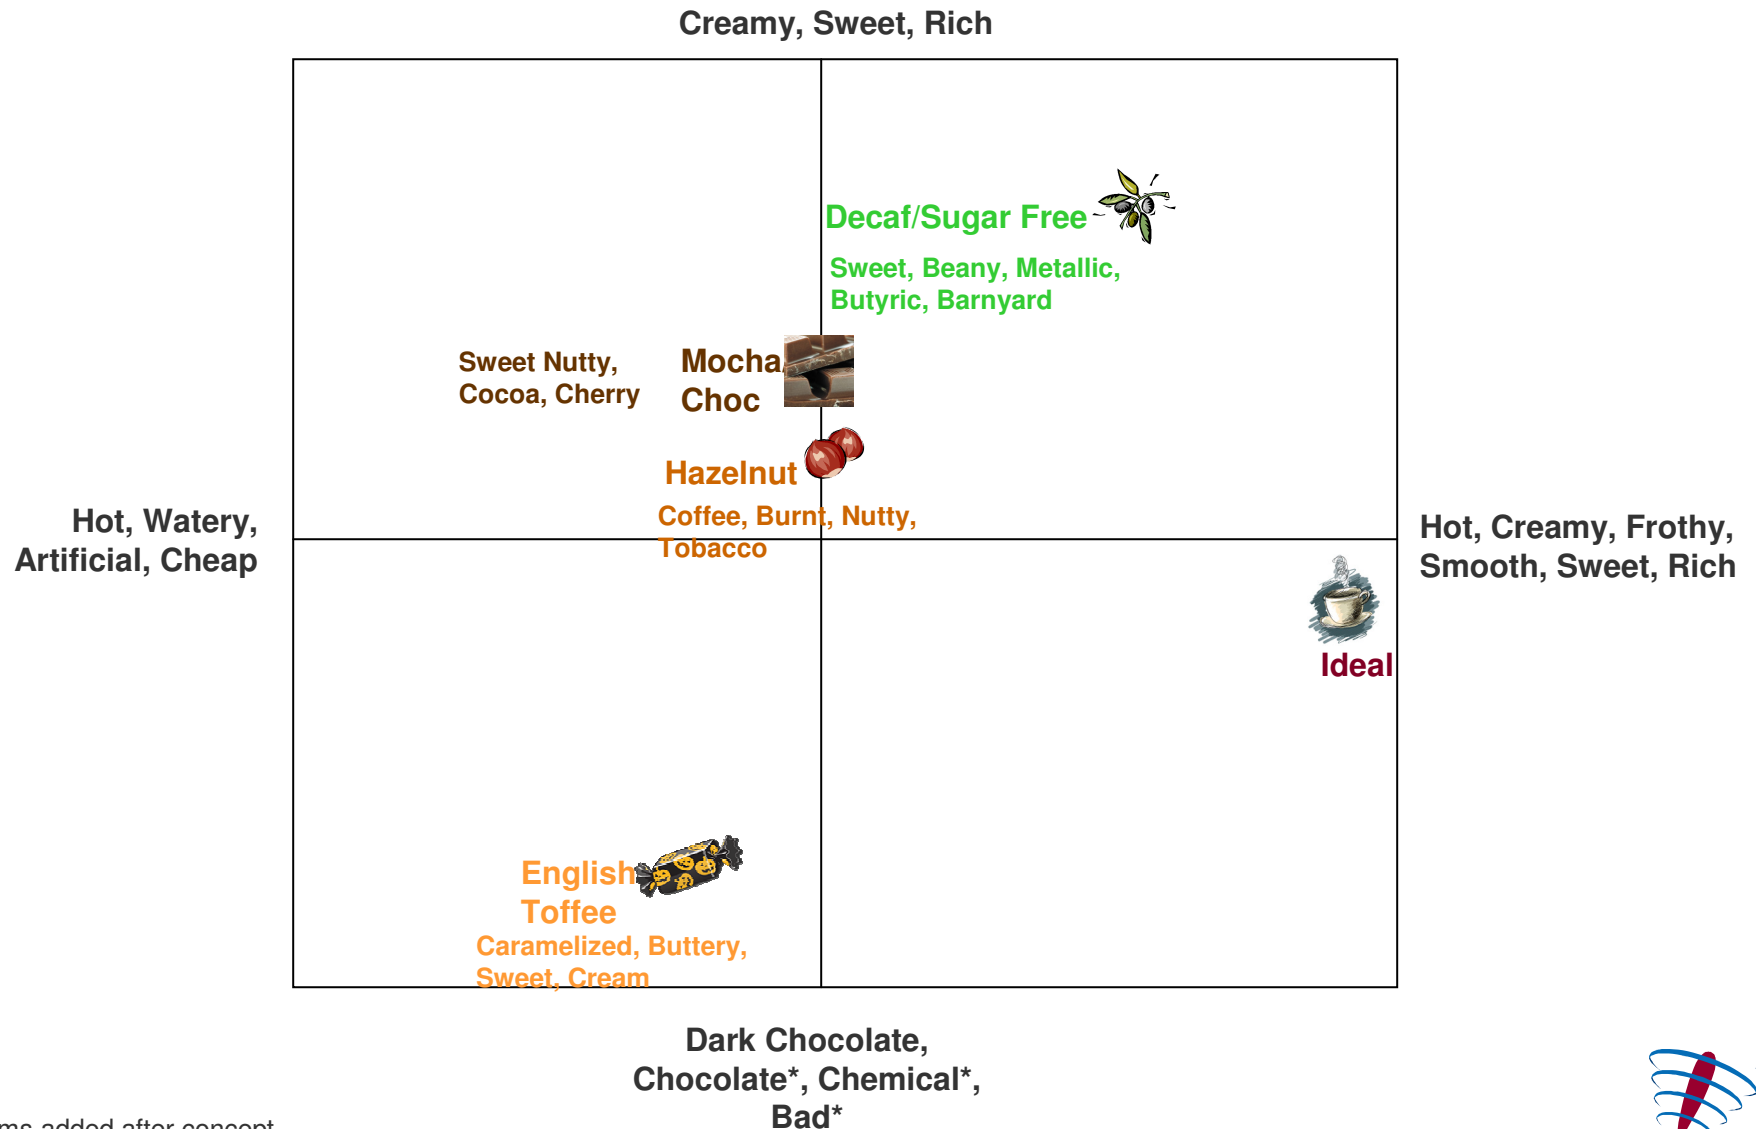 Creamy, Sweet, Rich
Decaf/Sugar Free
Sweet, Beany, Metallic,
Butyric, Barnyard
Sweet Nutty,
Cocoa, Cherry
Mocha
Choc
Hazelnut
Coffee, Burnt, Nutty,
Tobacco
Hot, Watery,
Artificial, Cheap
Hot, Creamy, Frothy,
Smooth, Sweet, Rich
Ideal
English
Toffee
Caramelized, Buttery,
Sweet, Cream
Dark Chocolate,
Chocolate*, Chemical*,
Bad*
added after concept